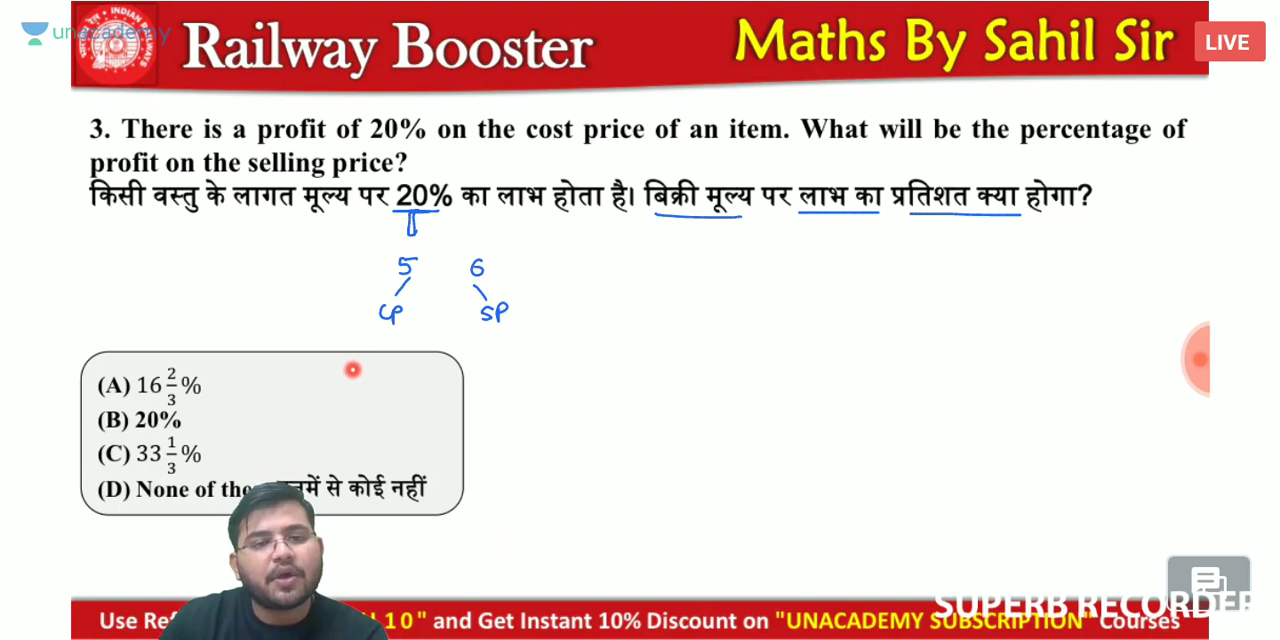 unacademy
INDIAN RAILWAYS
Railway Booster
Maths By Sahil Sir
LIVE
3. There is a profit of 20% on the cost price of an item. What will be the percentage of
profit on the selling price?
किसी वस्तु के लागत मूल्य पर 20% का लाभ होता है। बिक्री मूल्य पर लाभ का प्रतिशत क्या होगा?
5 6
CP SP
(A) 16 2/3 %
(B) 20%
(C) 33 1/3 %
(D) None of से कोई नहीं
SUPERB RECORDER
Use 10" and Get Instant 10% Discount on "UNACADEMY SUBSCRIPTION" Courses